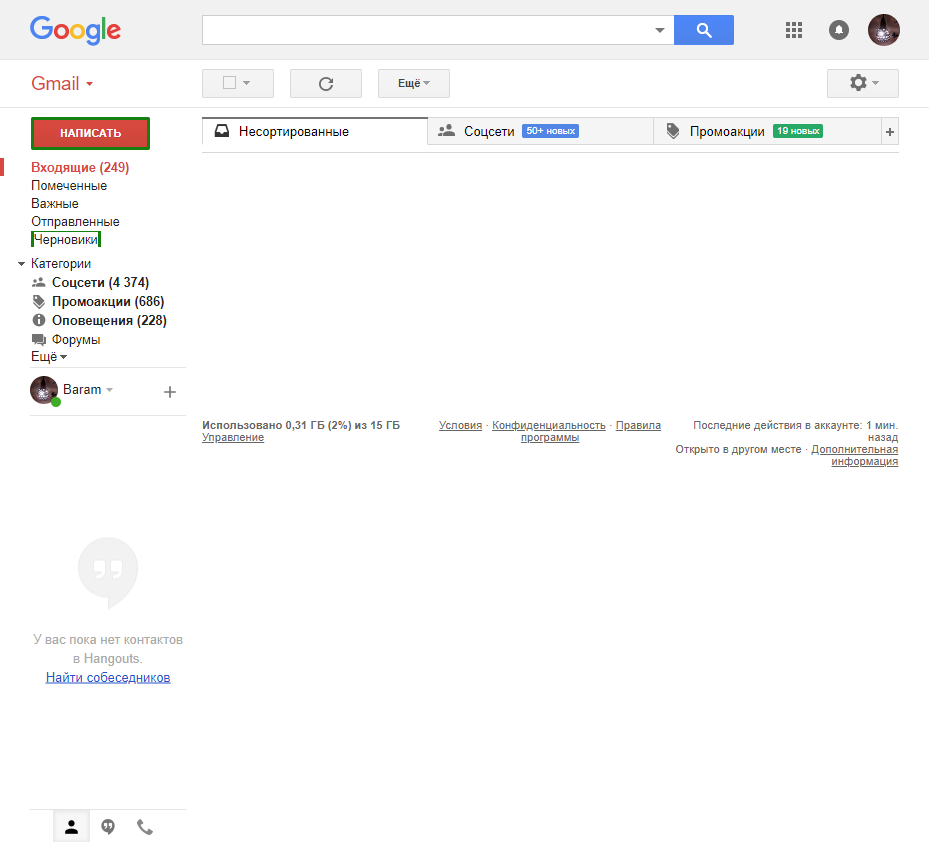 Google
Gmail
Ещё
НАПИСАТЬ
Несортированные
Соцсети 50+ новых
Промоакции 19 новых
+
Входящие (249)
Помеченные
Важные
Отправленные
Черновики
Категории
Соцсети (4 374)
Промоакции (686)
Оповещения (228)
Форумы
Ещё
Baram
+
Использовано 0,31 ГБ (2%) из 15 ГБ
Управление
Условия · Конфиденциальность · Правила
программы
Последние действия в аккаунте: 1 мин.
назад
Открыто в другом месте · Дополнительная
информация
У вас пока нет контактов
в Hangouts.
Найти собеседников